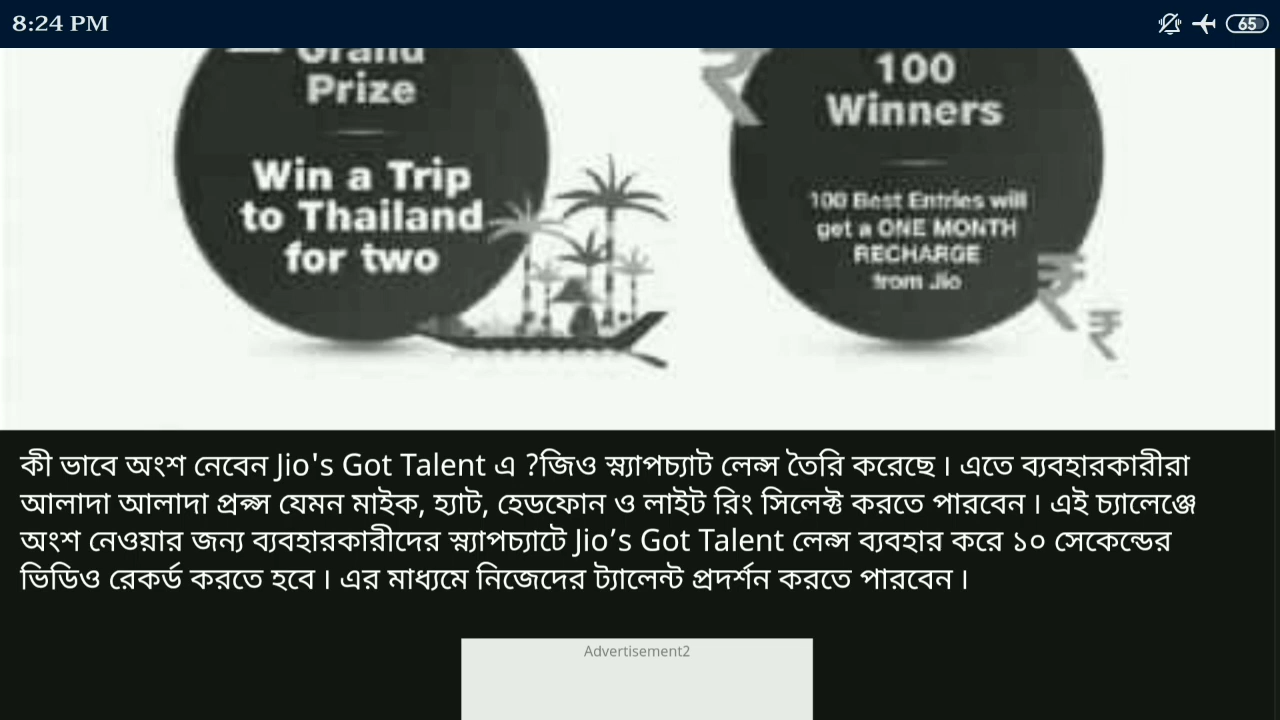 8:24 PM
65
Grand
Prize
Win a Trip
to Thailand
for two
100
Winners
100 Best Entries will
get a ONE MONTH
RECHARGE
from Jio
কী ভাবে অংশ নেবেন Jio's Got Talent এ ?জিও স্ন্যাপচ্যাট লেন্স তৈরি করেছে । এতে ব্যবহারকারীরা
আলাদা আলাদা প্রপ্স যেমন মাইক, হ্যাট, হেডফোন ও লাইট রিং সিলেক্ট করতে পারবেন । এই চ্যালেঞ্জে
অংশ নেওয়ার জন্য ব্যবহারকারীদের স্ন্যাপচ্যাটে Jio’s Got Talent লেন্স ব্যবহার করে ১০ সেকেন্ডের
ভিডিও রেকর্ড করতে হবে । এর মাধ্যমে নিজেদের ট্যালেন্ট প্রদর্শন করতে পারবেন ।
Advertisement2